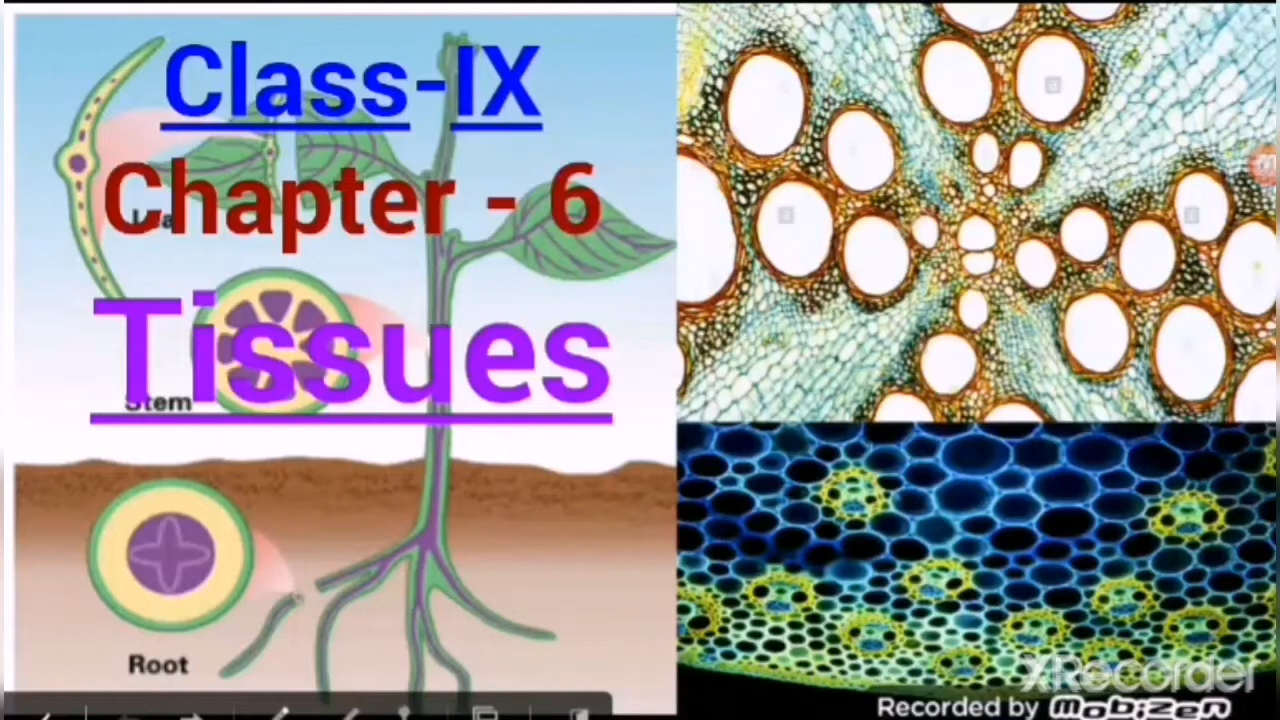 Class-IX
Chapter - 6
Tissues
Stem
Root
XRecorder
Recorded by Mobizen